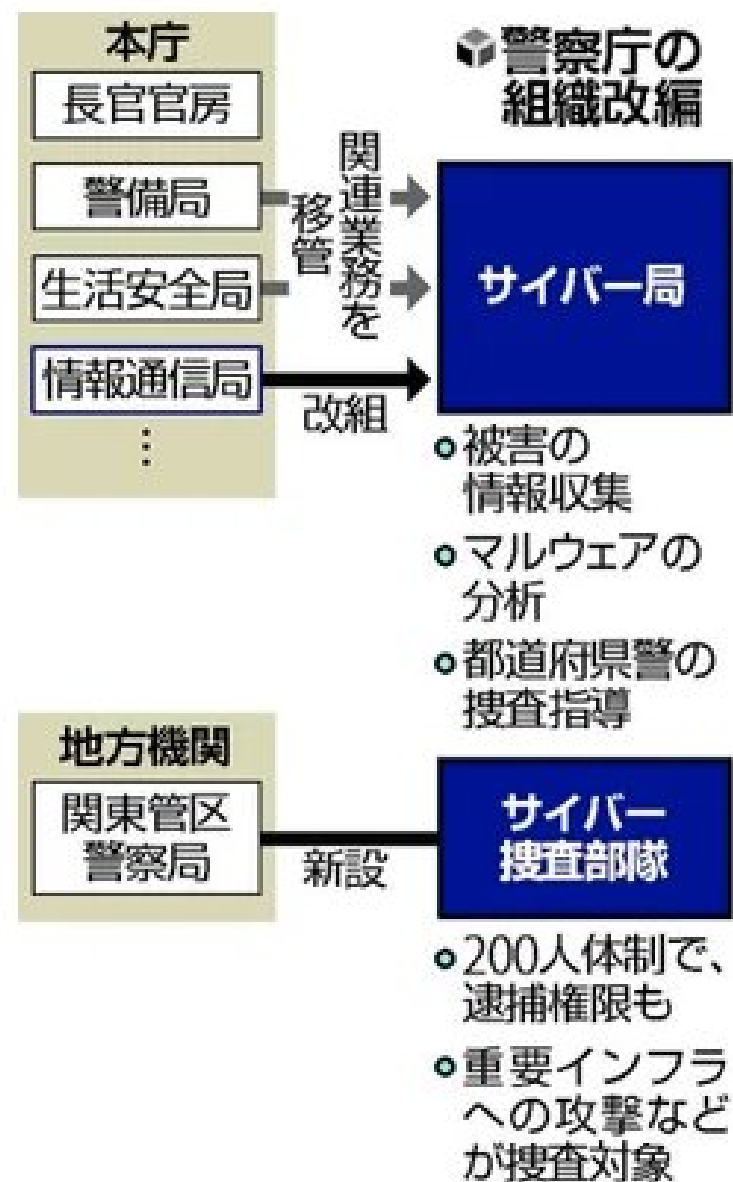 警察庁の
組織改編
本庁
長官官房
警備局
生活安全局
情報通信局
⋮
関連業務を
移管
改組
サイバー局
被害の
情報収集
マルウェアの
分析
都道府県警の
捜査指導
地方機関
関東管区
警察局
新設
サイバー
捜査部隊
200人体制で、
逮捕権限も
重要インフラ
への攻撃など
が捜査対象